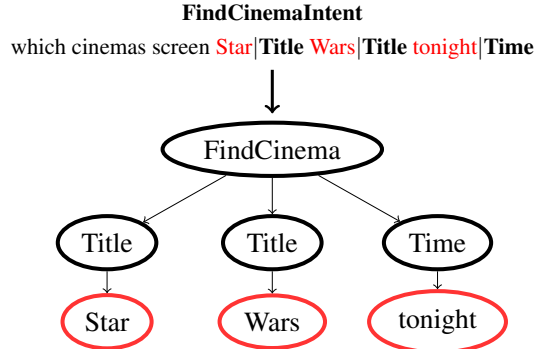 FindCinemaIntent
which cinemas screen Star|Title Wars|Title tonight|Time
FindCinema
Title Title Time
Star Wars tonight